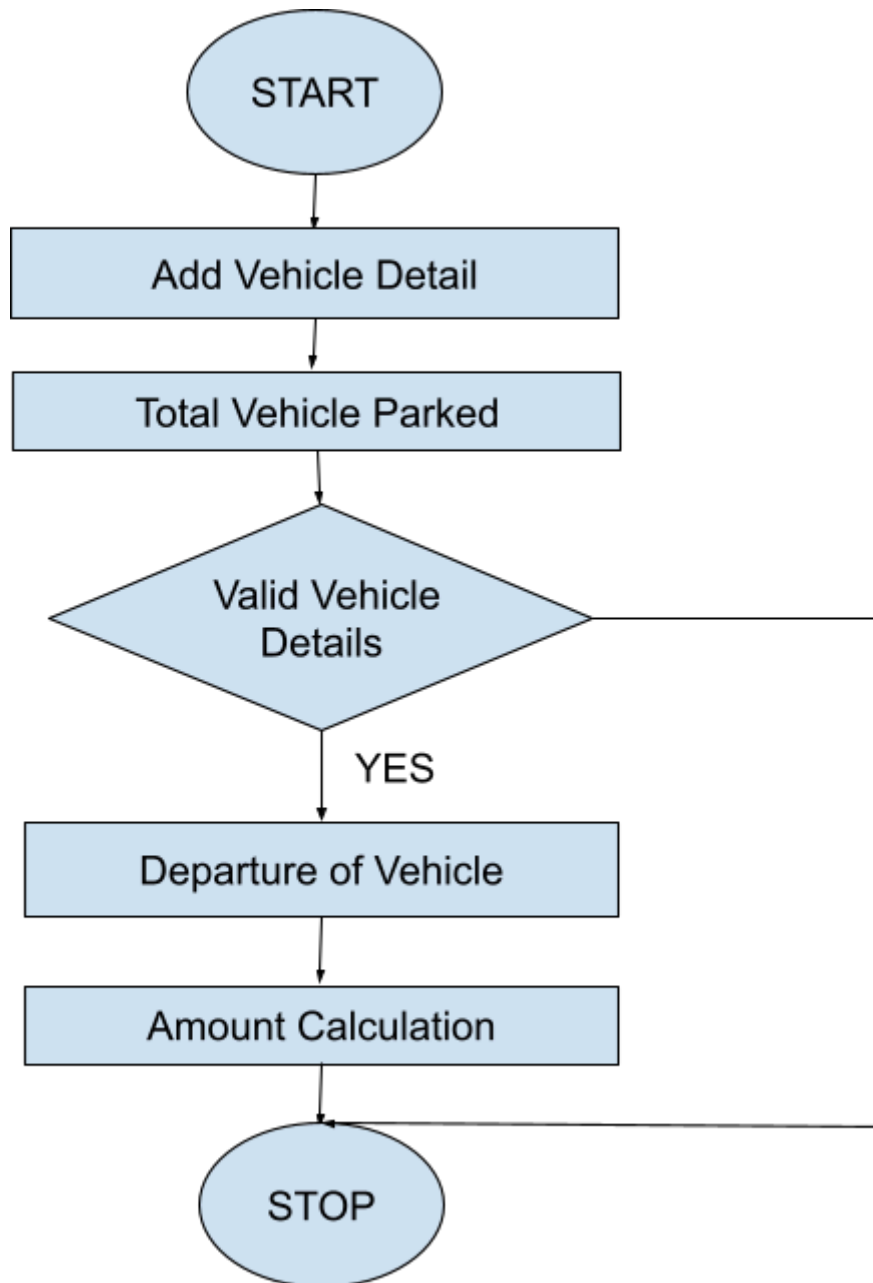 START
Add Vehicle Detail
Total Vehicle Parked
Valid Vehicle
Details
YES
Departure of Vehicle
Amount Calculation
STOP